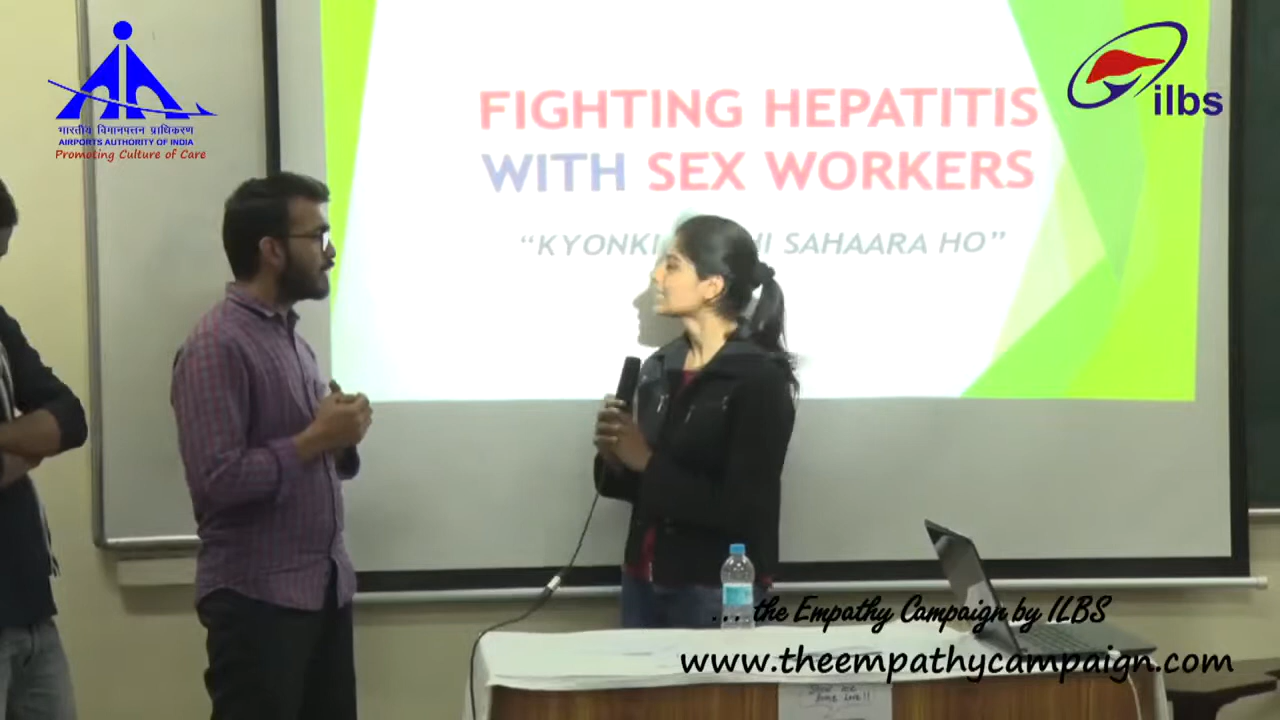 भारतीय विमानपत्तन प्राधिकरण
AIRPORTS AUTHORITY OF INDIA
Promoting Culture of Care
ilbs
FIGHTING HEPATITIS
WITH SEX WORKERS
“KYONKI HI SAHAARA HO”
... the Empathy Campaign by ILBS
www.theempathycampaign.com